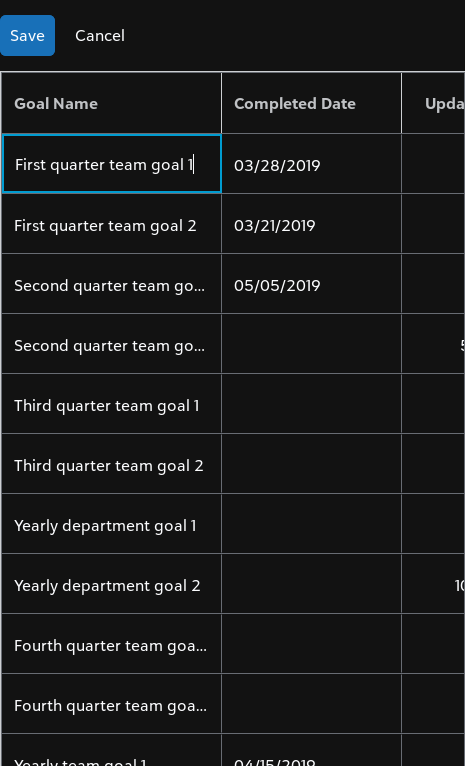 Save Cancel
Goal Name Completed Date Upda
First quarter team goal 1 03/28/2019
First quarter team goal 2 03/21/2019
Second quarter team go... 05/05/2019
Second quarter team go...
Third quarter team goal 1
Third quarter team goal 2
Yearly department goal 1
Yearly department goal 2 10
Fourth quarter team goa...
Fourth quarter team goa...
Yearly team goal 1 04/15/2019